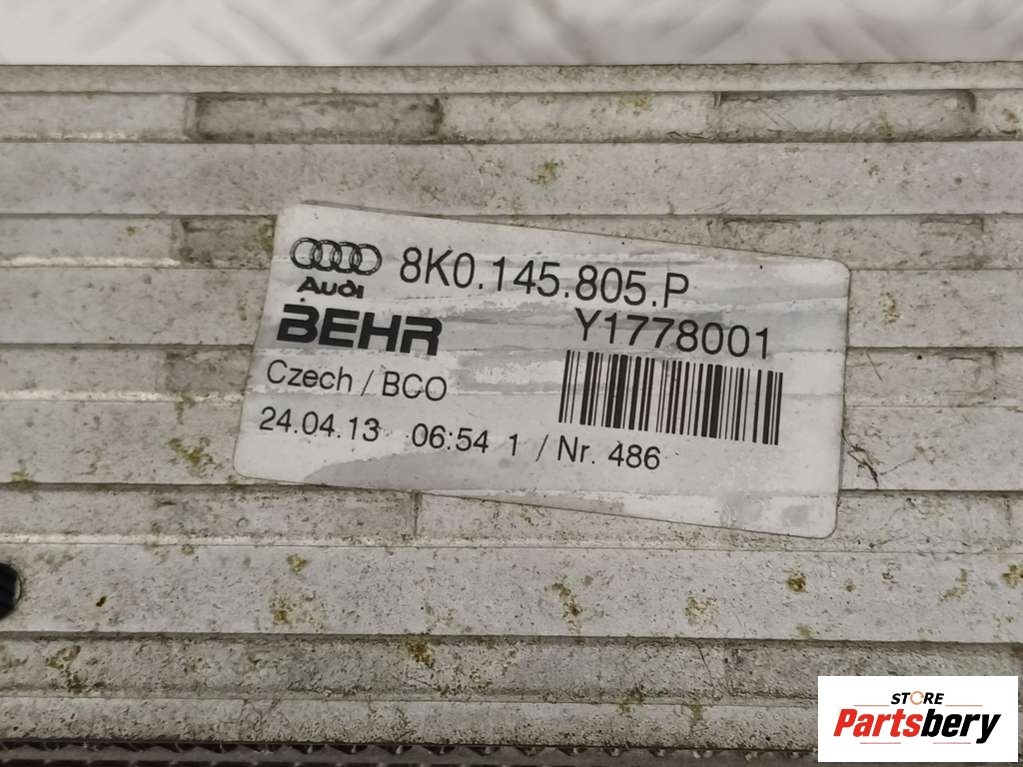 8K0.145.805.P
Audi
Y1778001
BEHR
Czech / BCO
24.04.13 06:54 1 / Nr. 486
STORE
Partsbery